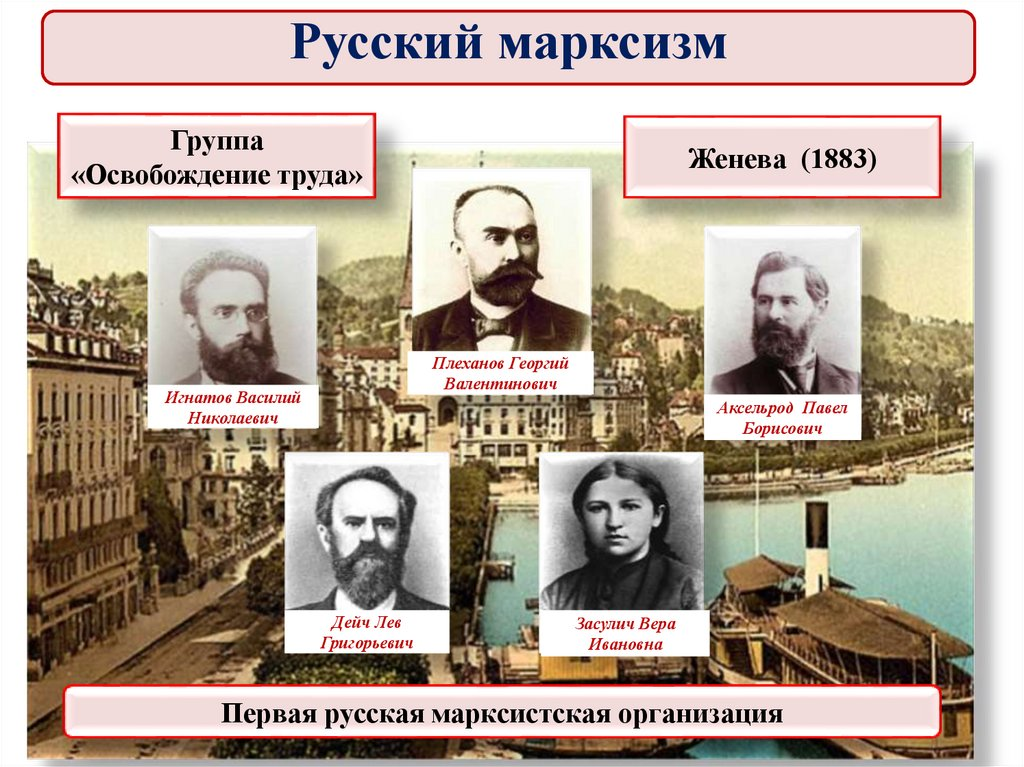 Русский марксизм
Группа
«Освобождение труда»
Женева (1883)
Плеханов Георгий
Валентинович
Игнатов Василий
Николаевич
Аксельрод Павел
Борисович
Дейч Лев
Григорьевич
Засулич Вера
Ивановна
Первая русская марксистская организация